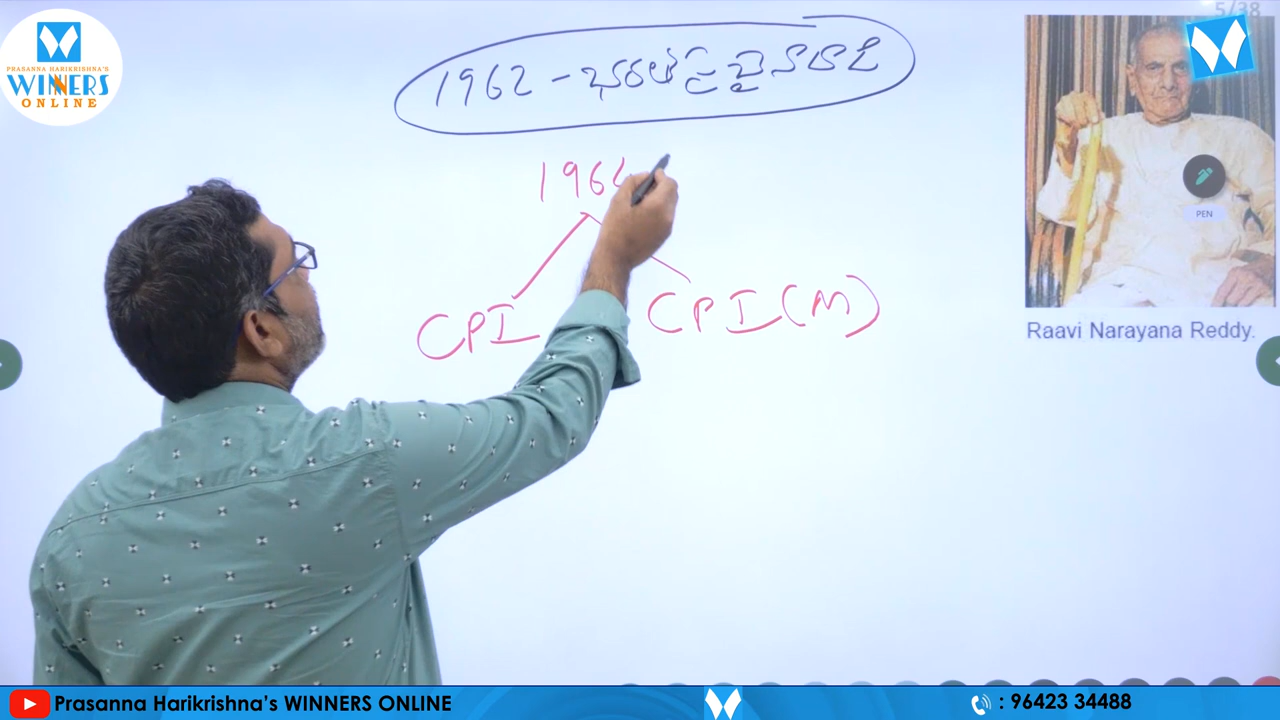 5/38
PRASANNA HARIKRISHNA'S
WINNERS
ONLINE
1962 -
1964
CPI CPI(M)
PEN
Raavi Narayana Reddy.
Prasanna Harikrishna's WINNERS ONLINE : 96423 34488